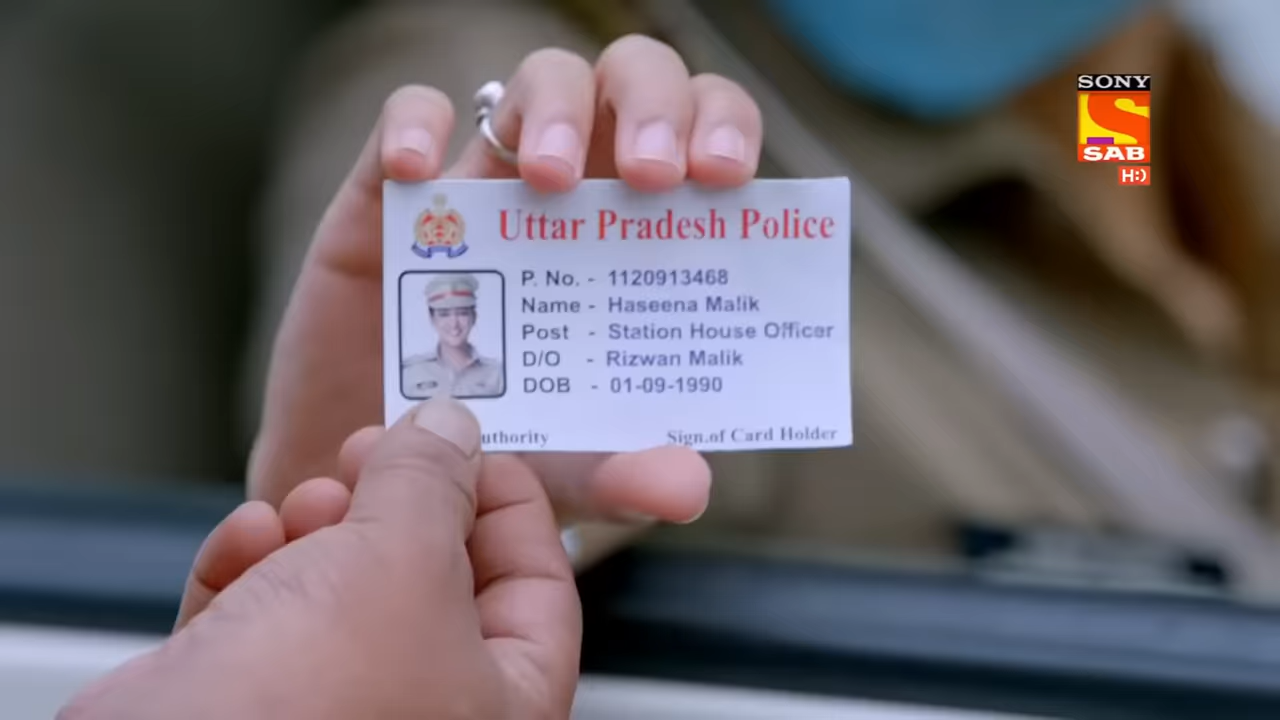 SONY
SAB
HD
Uttar Pradesh Police
P. No. - 1120913468
Name - Haseena Malik
Post - Station House Officer
D/O - Rizwan Malik
DOB - 01-09-1990
uthority Sign.of Card Holder